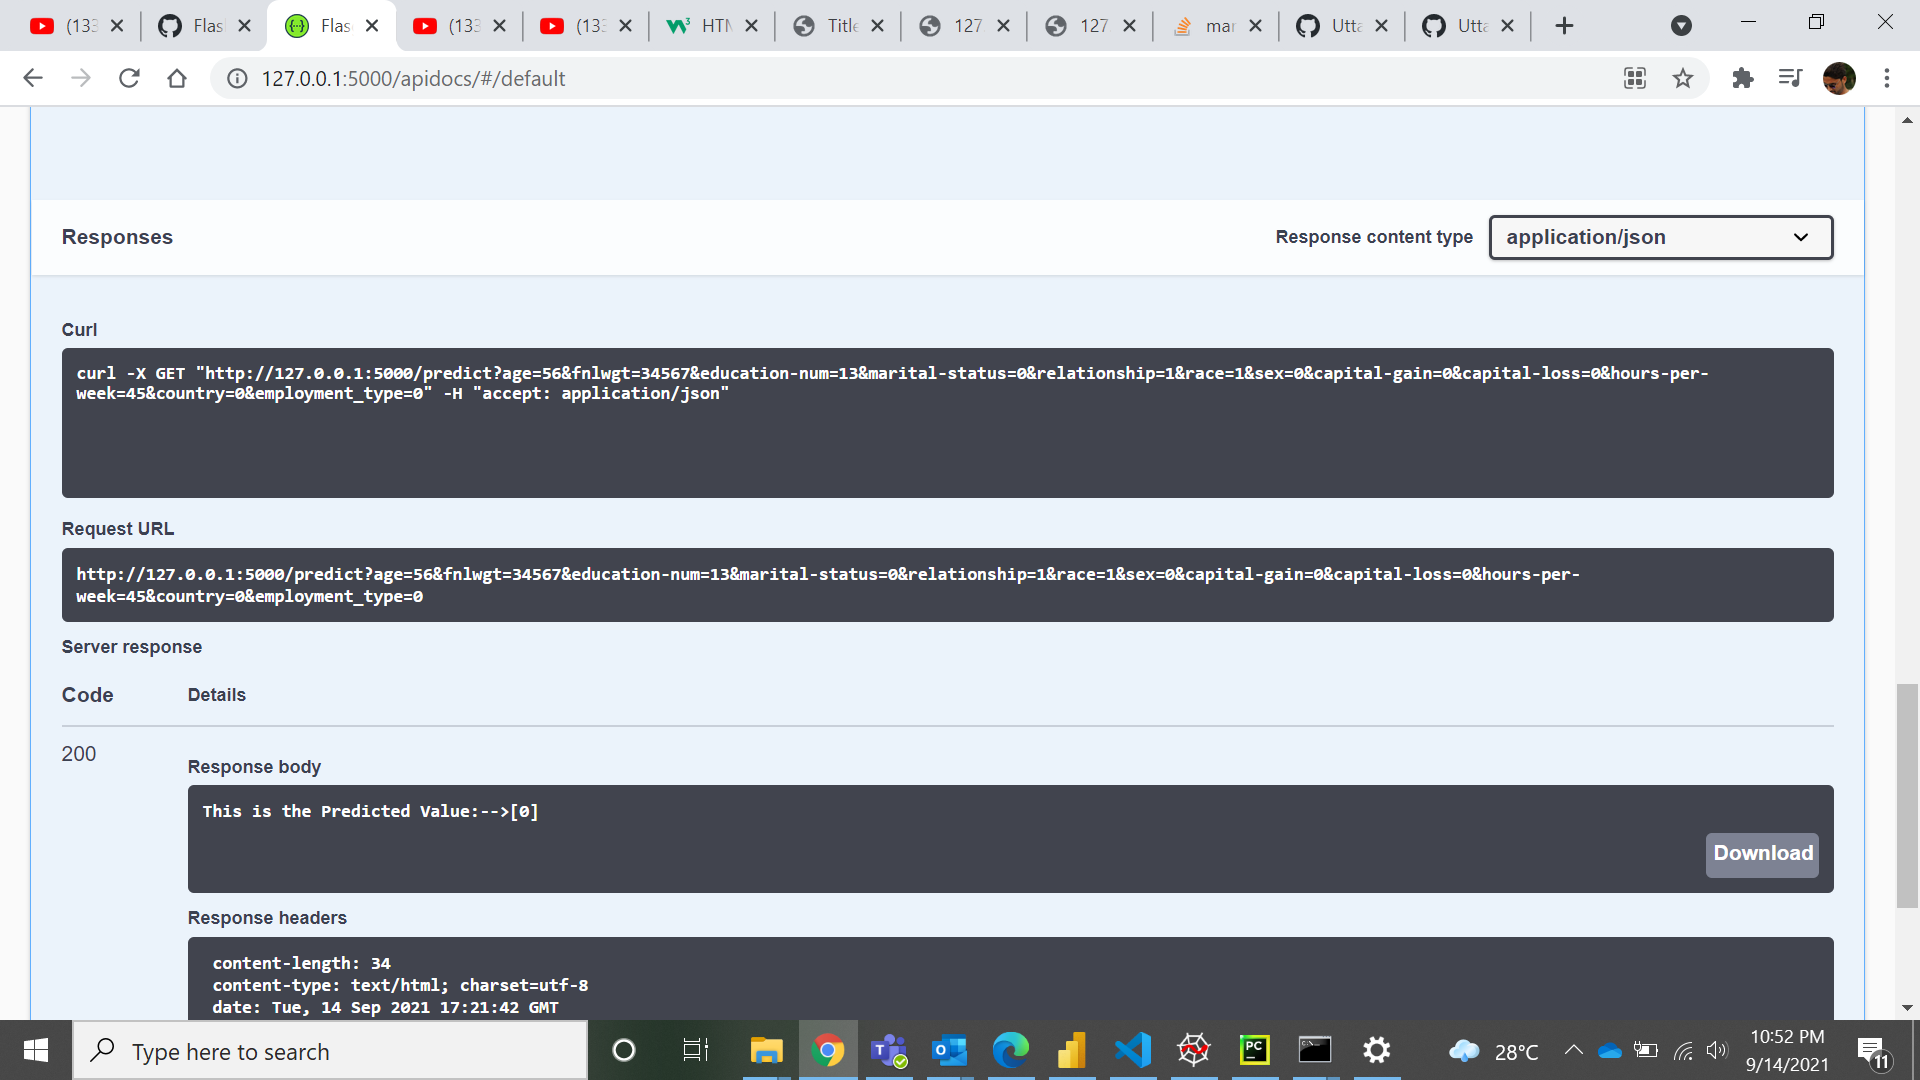 (133
Flas
Flas
(133
(133
HTM
Title
127
127
mar
Utta
Utta
127.0.0.1:5000/apidocs/#/default
Responses
Response content type
application/json
Curl
curl -X GET "http://127.0.0.1:5000/predict?age=56&fnlwgt=34567&education-num=13&marital-status=0&relationship=1&race=1&sex=0&capital-gain=0&capital-loss=0&hours-per-
week=45&country=0&employment_type=0" -H "accept: application/json"
Request URL
http://127.0.0.1:5000/predict?age=56&fnlwgt=34567&education-num=13&marital-status=0&relationship=1&race=1&sex=0&capital-gain=0&capital-loss=0&hours-per-
week=45&country=0&employment_type=0
Server response
Code
Details
200
Response body
This is the Predicted Value:-->[0]
Download
Response headers
content-length: 34
content-type: text/html; charset=utf-8
date: Tue, 14 Sep 2021 17:21:42 GMT
Type here to search
28°C
10:52 PM
9/14/2021
11